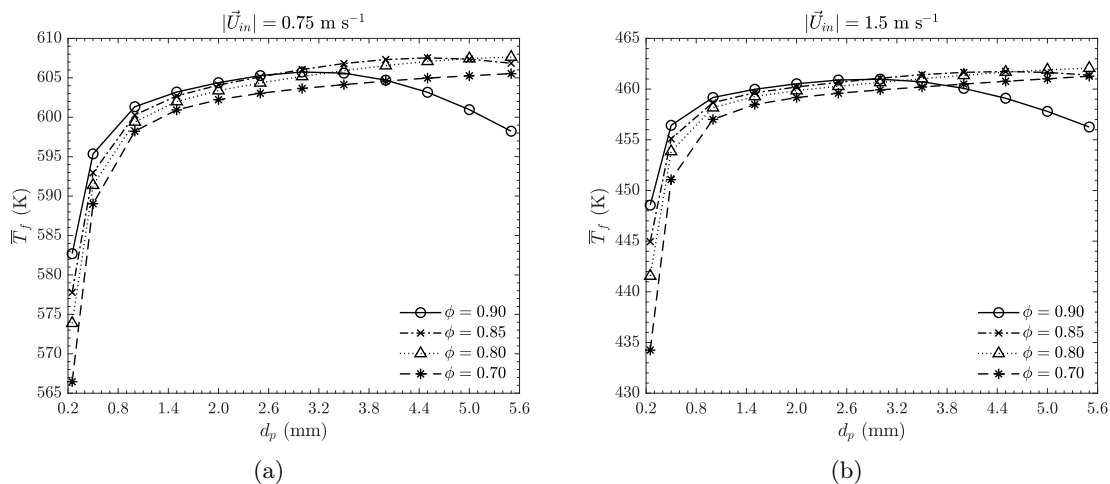 |U⃗in| = 0.75 m s−1
610
605
600
595
590
585
580
575
570
565
T̅f (K)
0.2 0.8 1.4 2.0 2.6 3.2 3.8 4.4 5.0 5.6
dp (mm)
ϕ = 0.90
ϕ = 0.85
ϕ = 0.80
ϕ = 0.70
(a)
|U⃗in| = 1.5 m s−1
465
460
455
450
445
440
435
430
T̅f (K)
0.2 0.8 1.4 2.0 2.6 3.2 3.8 4.4 5.0 5.6
dp (mm)
ϕ = 0.90
ϕ = 0.85
ϕ = 0.80
ϕ = 0.70
(b)